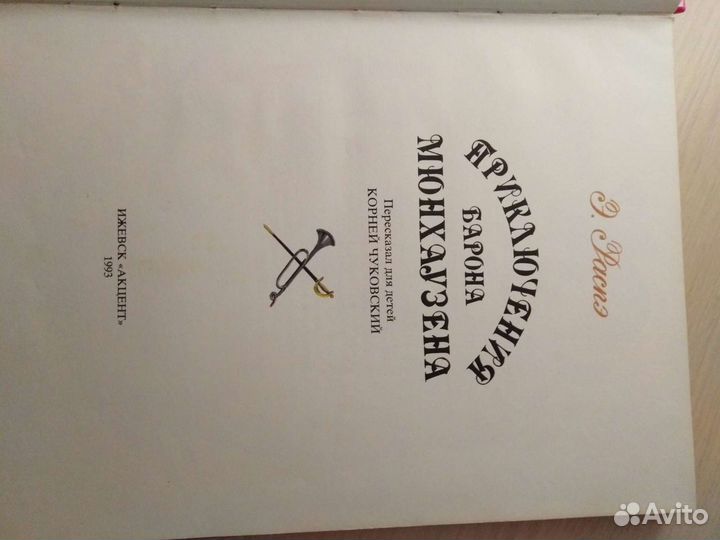 Э. Распэ
ПРИКЛЮЧЕНИЯ
БАРОНА
МЮНХАУЗЕНА
Пересказал для детей
КОРНЕЙ ЧУКОВСКИЙ
ИЖЕВСК «АКЦЕНТ»
1993
Avito